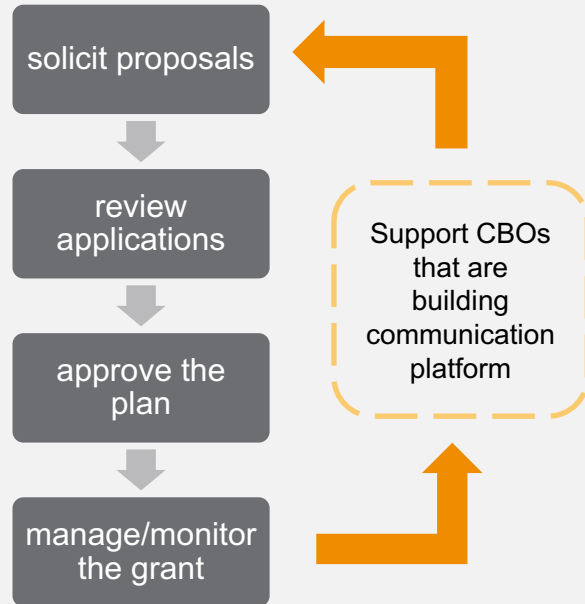 solicit proposals
review
applications
approve the
plan
manage/monitor
the grant
Support CBOs
that are
building
communication
platform